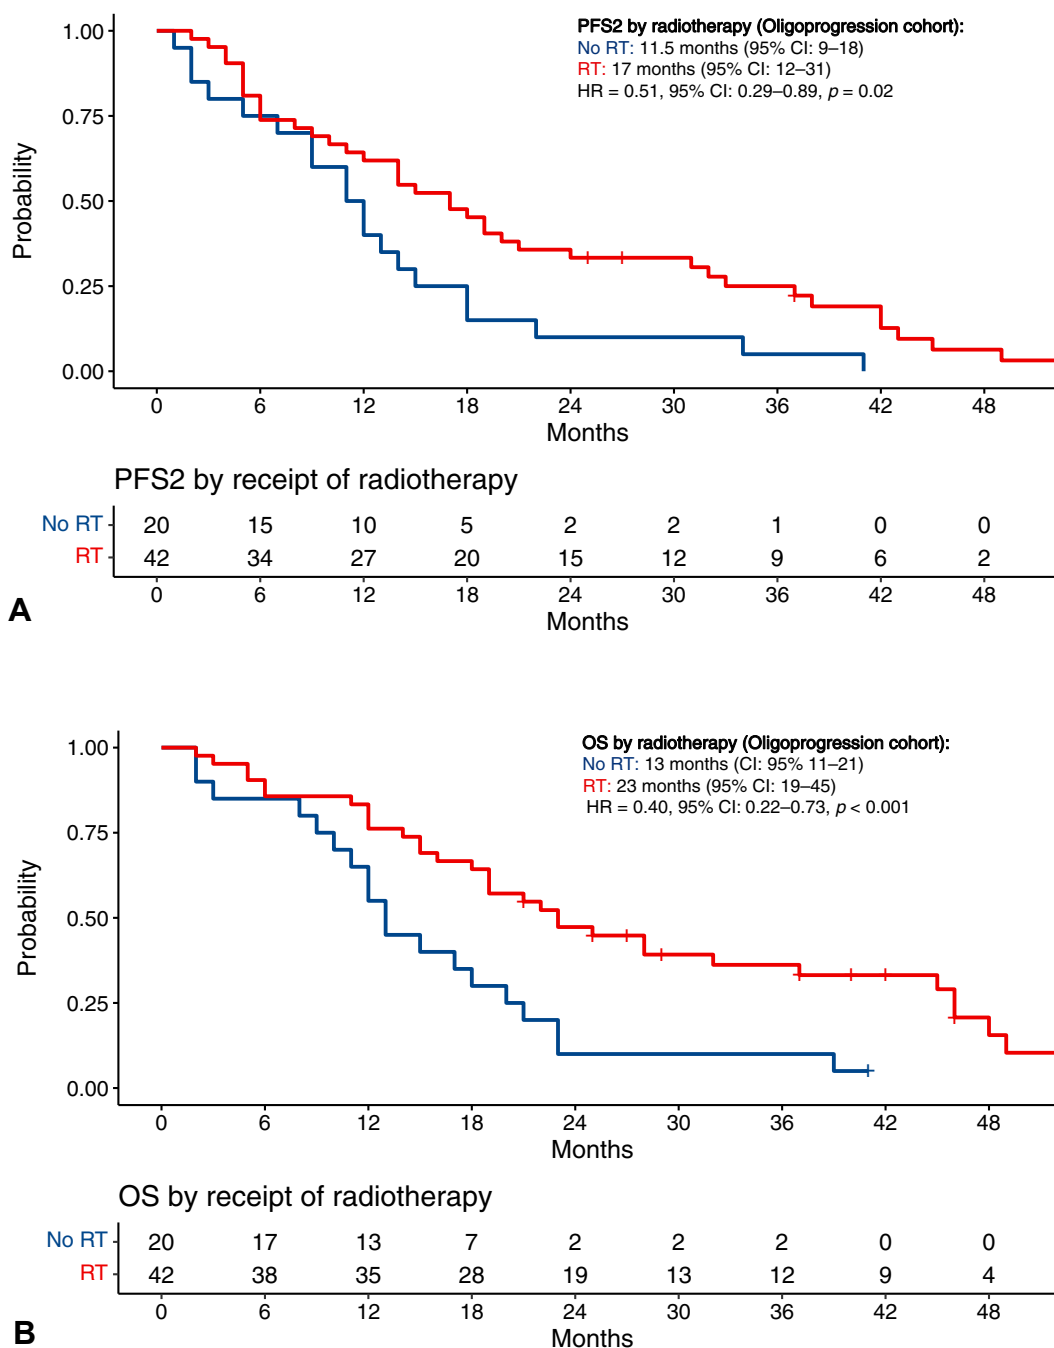 PFS2 by radiotherapy (Oligoprogression cohort):
No RT: 11.5 months (95% CI: 9–18)
RT: 17 months (95% CI: 12–31)
HR = 0.51, 95% CI: 0.29–0.89, p = 0.02
Probability
1.00
0.75
0.50
0.25
0.00
0 6 12 18 24 30 36 42 48
Months
PFS2 by receipt of radiotherapy
No RT 20 15 10 5 2 2 1 0 0
RT 42 34 27 20 15 12 9 6 2
0 6 12 18 24 30 36 42 48
Months
A
OS by radiotherapy (Oligoprogression cohort):
No RT: 13 months (CI: 95% 11–21)
RT: 23 months (95% CI: 19–45)
HR = 0.40, 95% CI: 0.22–0.73, p < 0.001
Probability
1.00
0.75
0.50
0.25
0.00
0 6 12 18 24 30 36 42 48
Months
OS by receipt of radiotherapy
No RT 20 17 13 7 2 2 2 0 0
RT 42 38 35 28 19 13 12 9 4
0 6 12 18 24 30 36 42 48
Months
B